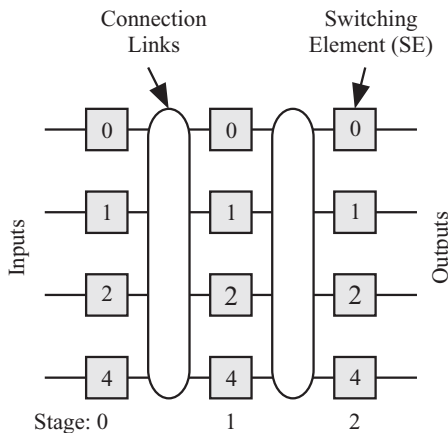 Connection
Links
Switching
Element (SE)
0 0 0
1 1 1
Inputs
Outputs
2 2 2
4 4 4
Stage: 0 1 2